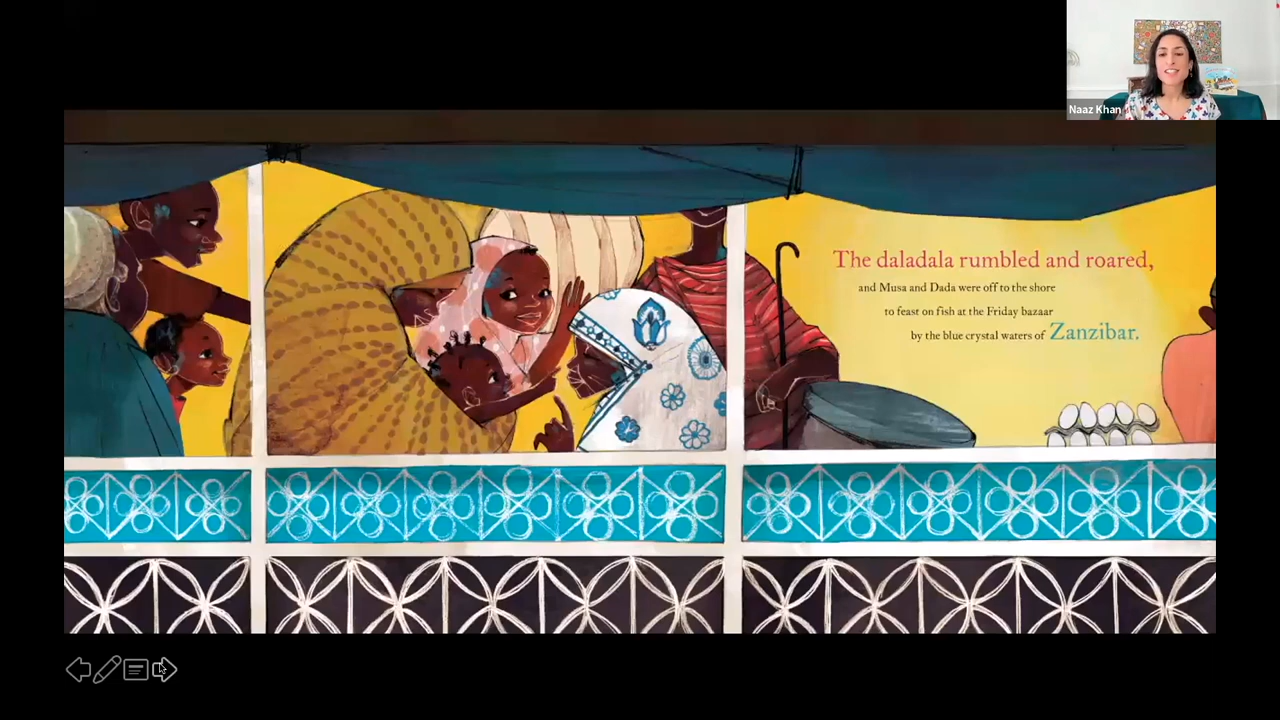 Naaz Khan
The daladala rumbled and roared,
and Musa and Dada were off to the shore
to feast on fish at the Friday bazaar
by the blue crystal waters of Zanzibar.